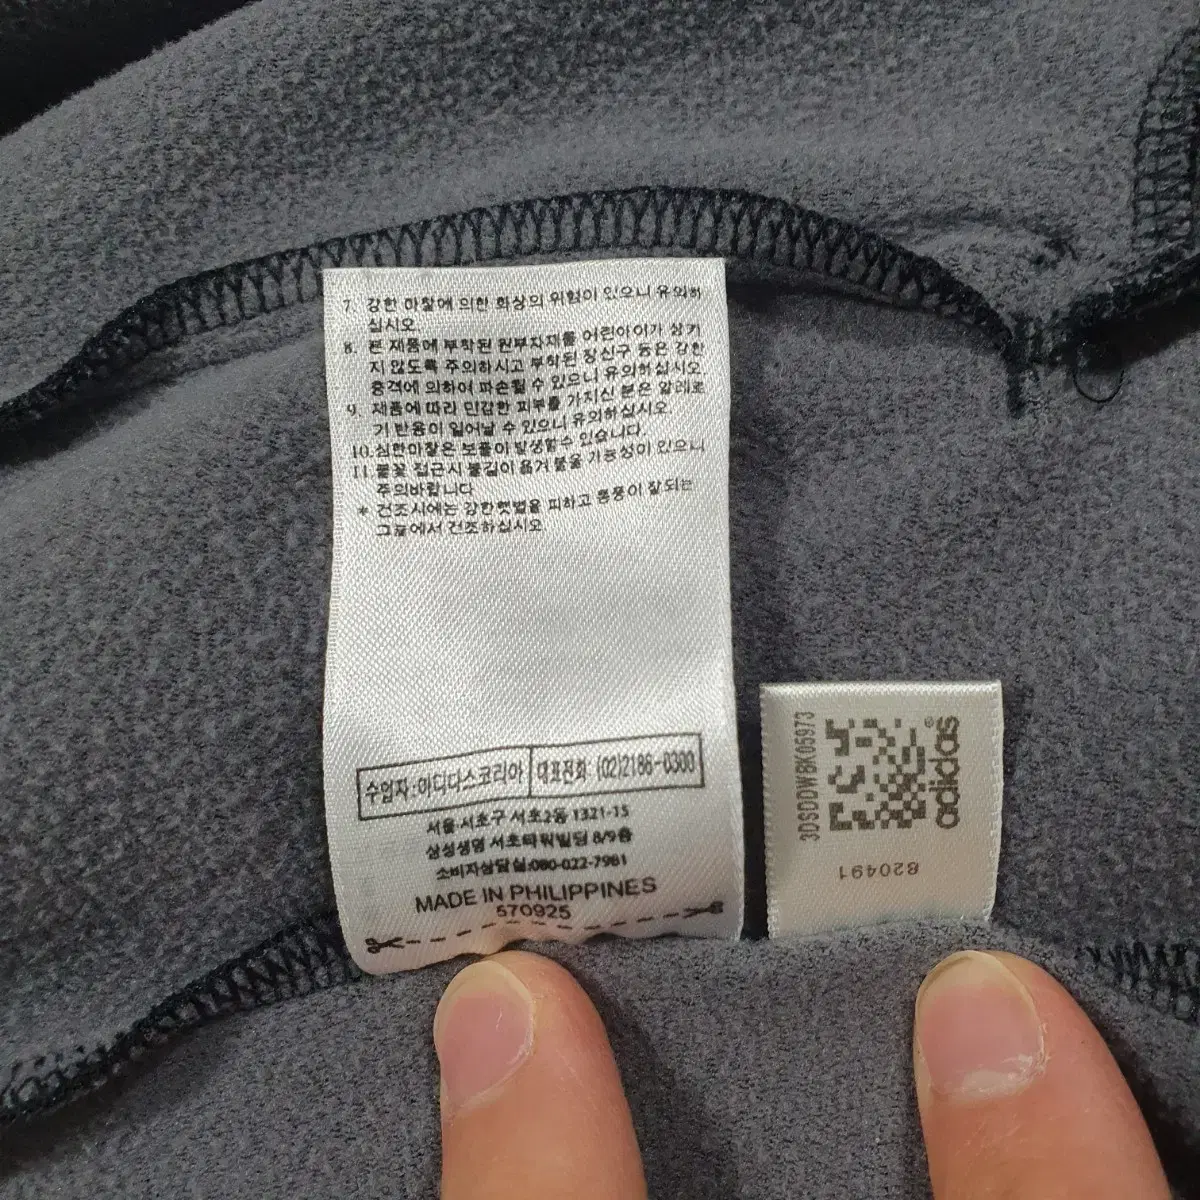 7. 강한 마찰에 의한 화상의 위험이 있으니 유의하
십시오
8. 본 제품에 부착된 원부자재를 어린아이가 삼키
지 않도록 주의하시고 부착된 장신구 등은 강한
충격에 의하여 파손될 수 있으니 유의하십시오
9. 제품에 따라 민감한 피부를 가지신 분은 알레르
기 반응이 일어날 수 있으니 유의하십시오.
10.심한마찰은 보풀이 발생할수 있습니다.
11.불꽃 접근시 불길이 옮겨 붙을 가능성이 있으니
주의바랍니다
* 건조시에는 강한햇볕을 피하고 통풍이 잘되는
그늘에서 건조하십시오
수입자:아디다스코리아 대표전화 (02)2186-0300
서울시 서초구 서초2동 1321-15
삼성생명 서초타워빌딩 8/9층
소비자상담실:080-022-7981
MADE IN PHILIPPINES
570925
3DSDDW8K05973
adidas®
820491